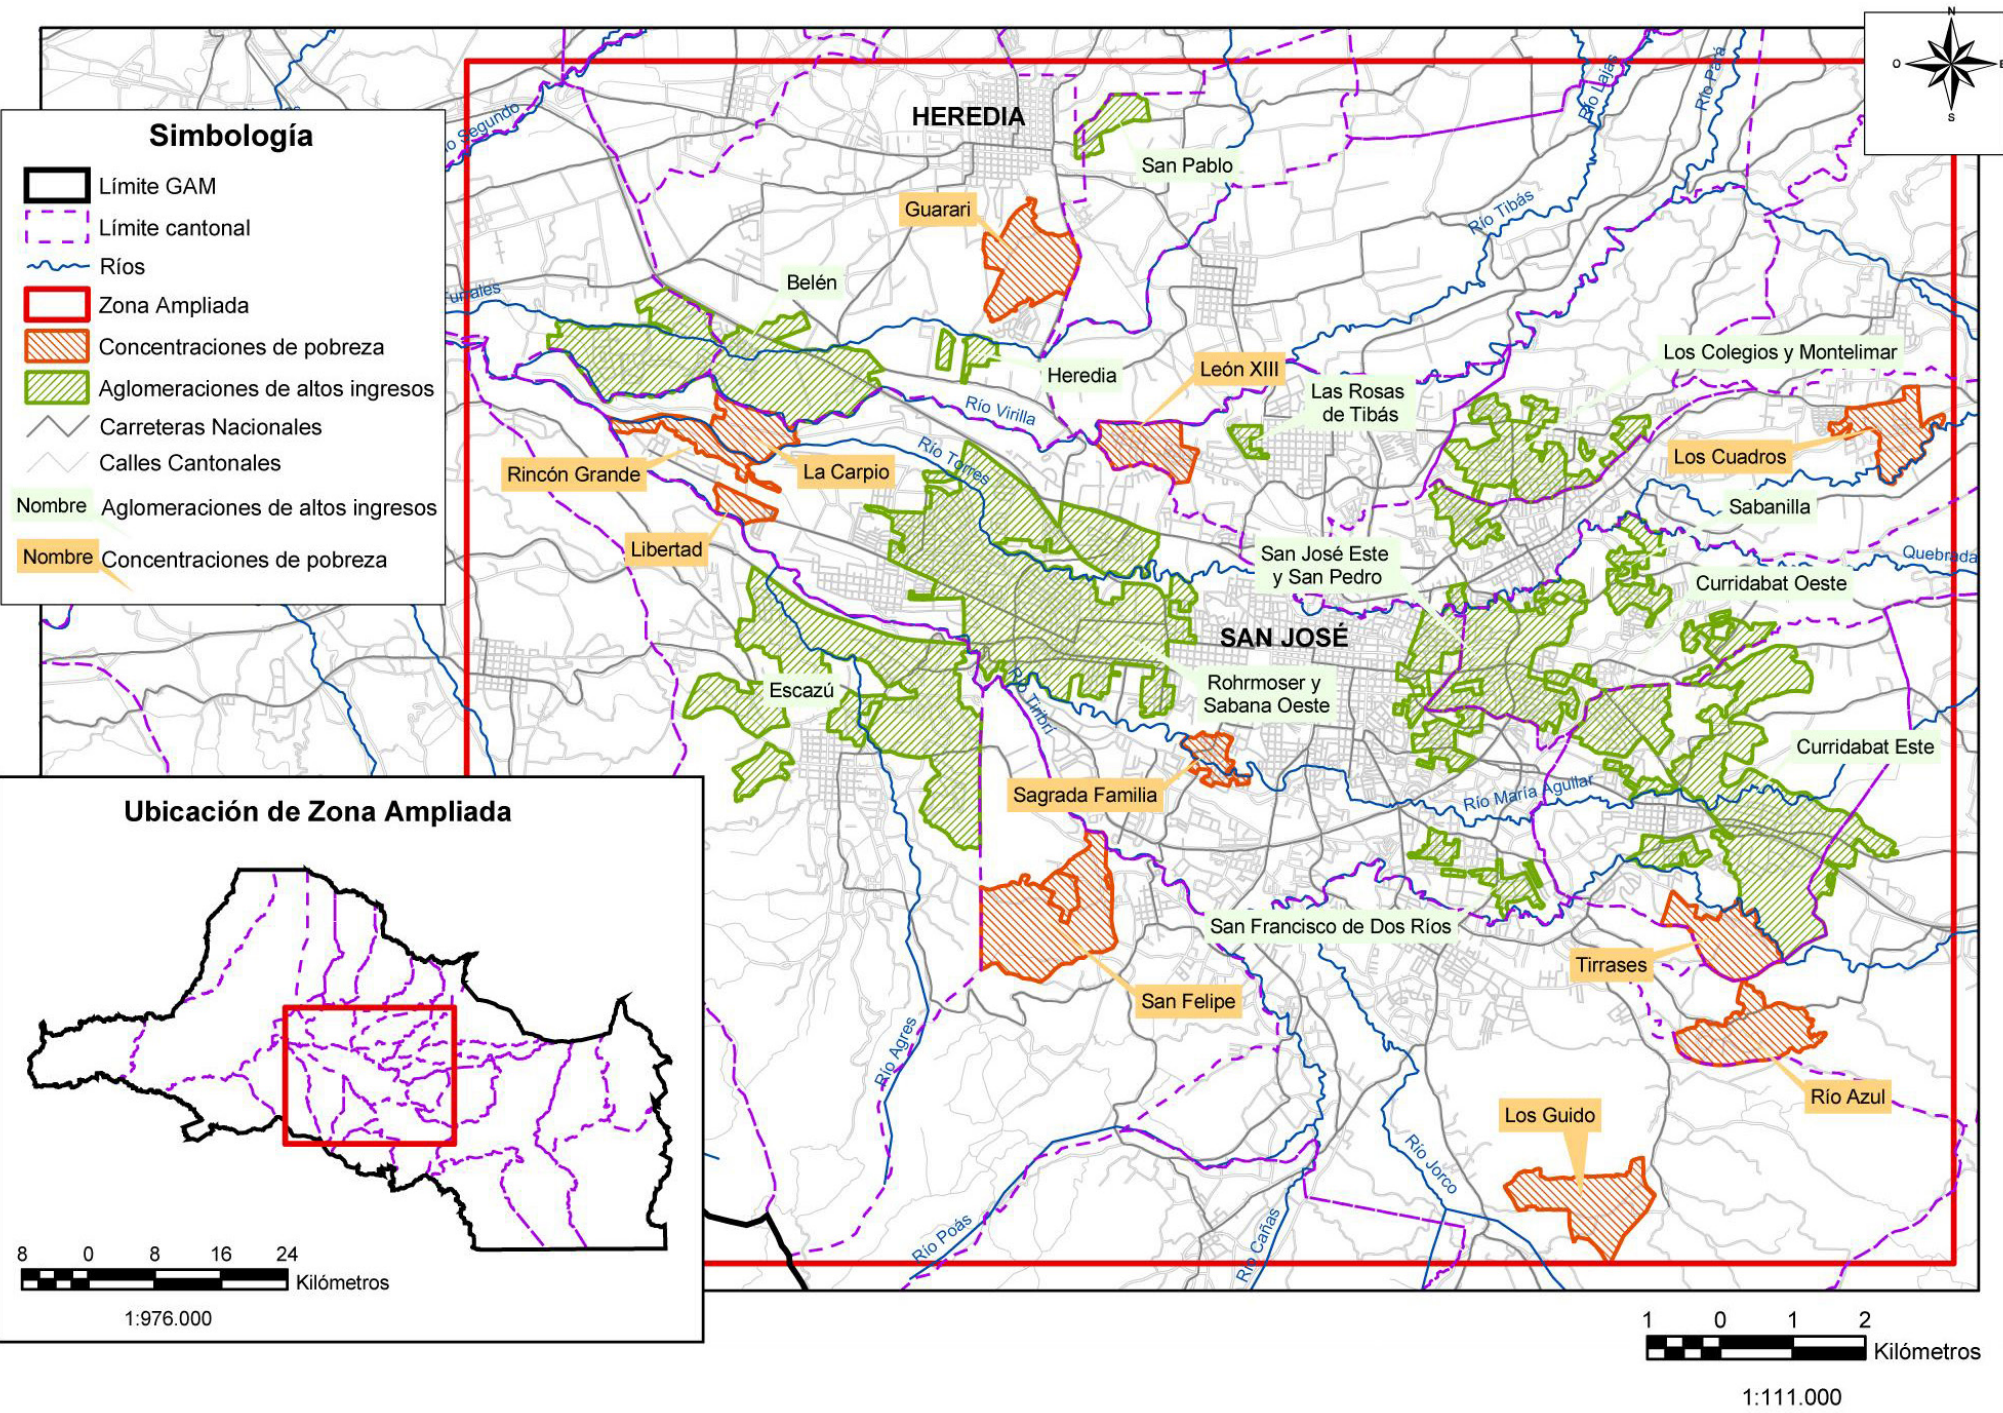 N
O
E
S
Simbología
Límite GAM
Límite cantonal
Ríos
Zona Ampliada
Concentraciones de pobreza
Aglomeraciones de altos ingresos
Carreteras Nacionales
Calles Cantonales
Nombre Aglomeraciones de altos ingresos
Nombre Concentraciones de pobreza
HEREDIA
San Pablo
Guarari
Belén
Heredia
León XIII
Las Rosas
de Tibás
Los Colegios y Montelimar
Los Cuadros
Sabanilla
Rincón Grande
La Carpio
Libertad
San José Este
y San Pedro
Curridabat Oeste
SAN JOSÉ
Escazú
Rohrmoser y
Sabana Oeste
Curridabat Este
Sagrada Familia
San Francisco de Dos Ríos
Tirrases
San Felipe
Río Azul
Los Guido
Segundo
Río Lajas
Río Pará
Río Tibás
Río Virilla
Río Torres
Quebrada
Río Tiribrí
Río María Aguilar
Río Agres
Río Poás
Río Cañas
Río Jorco
Ubicación de Zona Ampliada
8 0 8 16 24
Kilómetros
1:976.000
1 0 1 2
Kilómetros
1:111.000